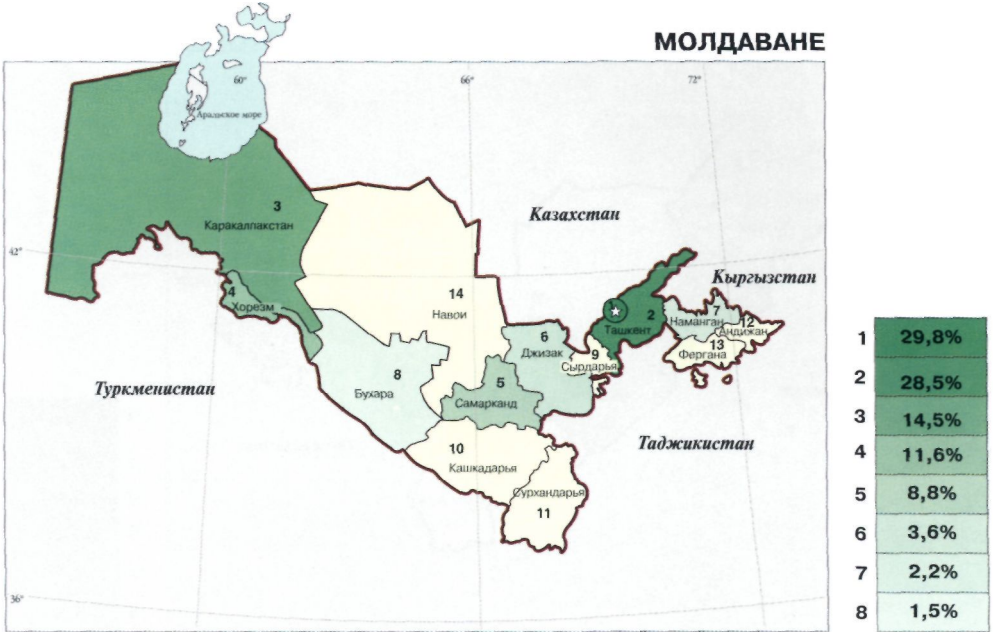 МОЛДАВАНЕ
60°
66°
72°
Аральское море
3
Каракалпакстан
Казахстан
42°
Кыргызстан
4
Хорезм
14
Навои
1
2
Ташкент
7
Наманган
12
Андижан
13
Фергана
6
Джизак
9
Сырдарья
Туркменистан
8
Бухара
5
Самарканд
Таджикистан
10
Кашкадарья
Сурхандарья
11
36°
1 29,8%
2 28,5%
3 14,5%
4 11,6%
5 8,8%
6 3,6%
7 2,2%
8 1,5%